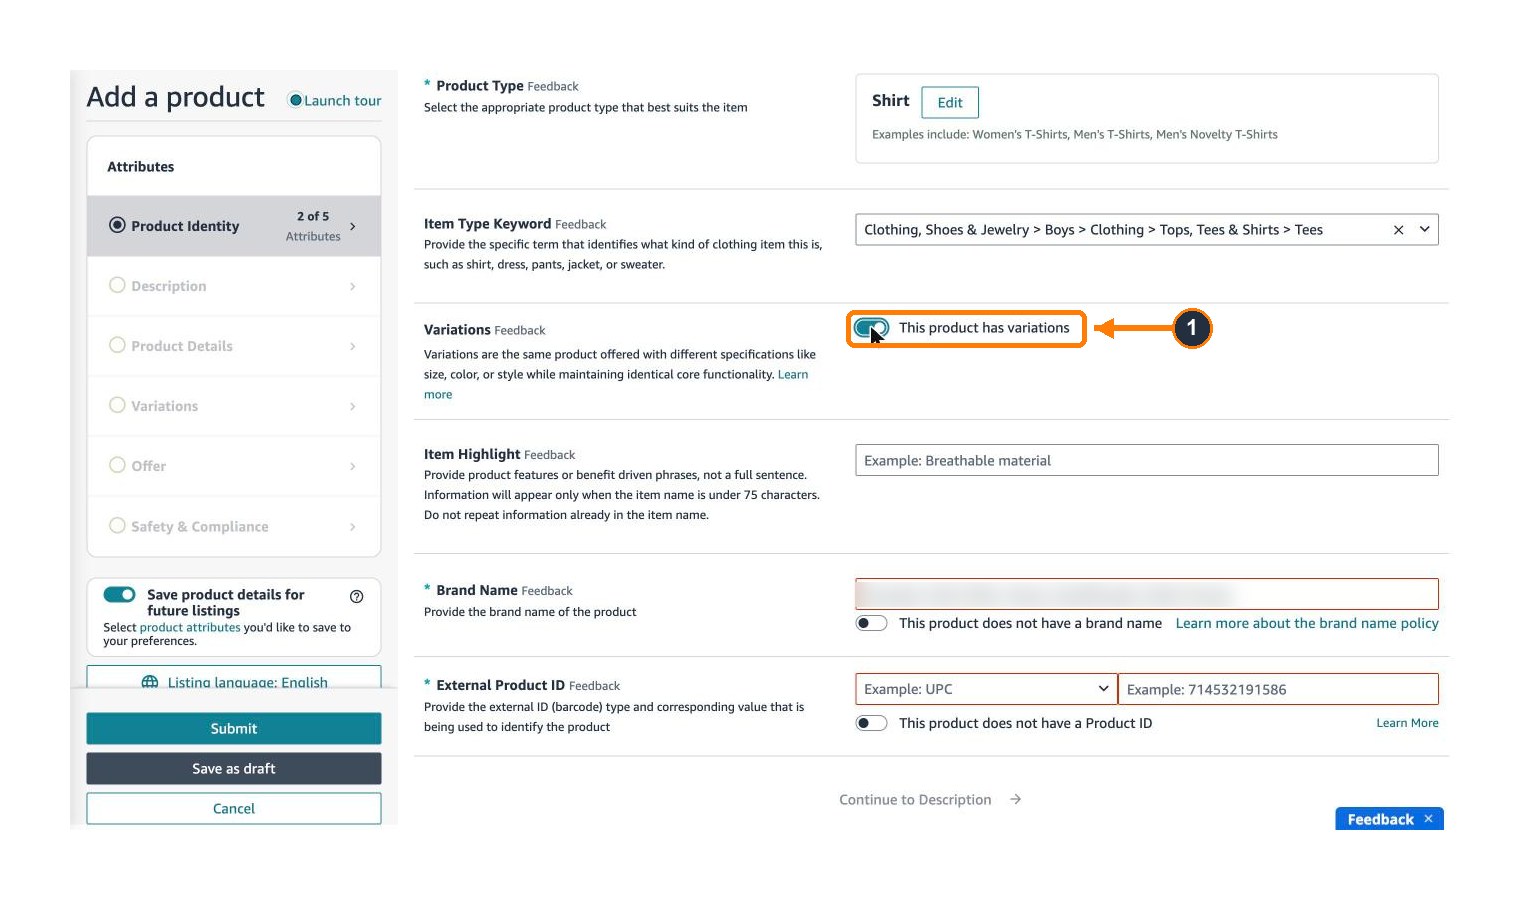 Add a product
Launch tour
Attributes
Product Identity
2 of 5
Attributes
Description
Product Details
Variations
Offer
Safety & Compliance
Save product details for
future listings
Select product attributes you'd like to save to
your preferences.
Listing language: English
Submit
Save as draft
Cancel
* Product Type Feedback
Select the appropriate product type that best suits the item
Shirt
Edit
Examples include: Women's T-Shirts, Men's T-Shirts, Men's Novelty T-Shirts
Item Type Keyword Feedback
Provide the specific term that identifies what kind of clothing item this is,
such as shirt, dress, pants, jacket, or sweater.
Clothing, Shoes & Jewelry > Boys > Clothing > Tops, Tees & Shirts > Tees
Variations Feedback
Variations are the same product offered with different specifications like
size, color, or style while maintaining identical core functionality. Learn
more
This product has variations
1
Item Highlight Feedback
Provide product features or benefit driven phrases, not a full sentence.
Information will appear only when the item name is under 75 characters.
Do not repeat information already in the item name.
Example: Breathable material
* Brand Name Feedback
Provide the brand name of the product
This product does not have a brand name
Learn more about the brand name policy
* External Product ID Feedback
Provide the external ID (barcode) type and corresponding value that is
being used to identify the product
Example: UPC
Example: 714532191586
This product does not have a Product ID
Learn More
Continue to Description
Feedback